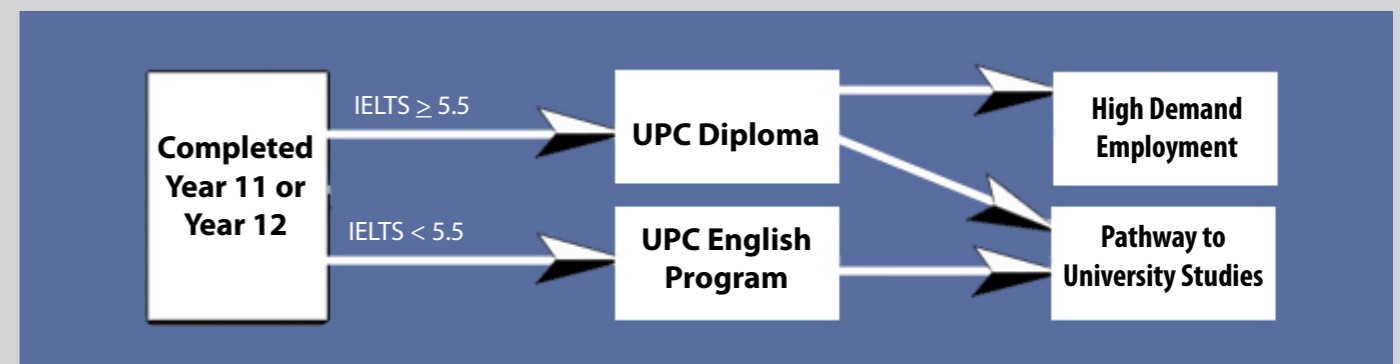 Completed
Year 11 or
Year 12
IELTS ≥ 5.5
IELTS < 5.5
UPC Diploma
UPC English
Program
High Demand
Employment
Pathway to
University Studies